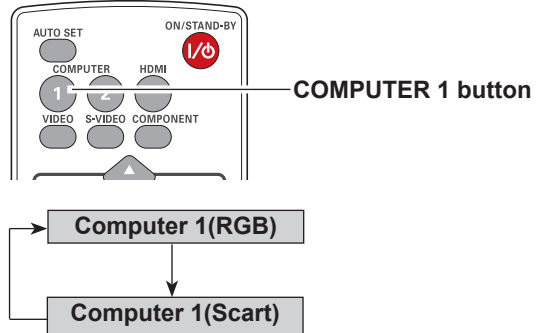 AUTO SET
ON/STAND-BY
I/⏻
COMPUTER
HDMI
1
2
COMPUTER 1 button
VIDEO
S-VIDEO
COMPONENT
Computer 1(RGB)
Computer 1(Scart)